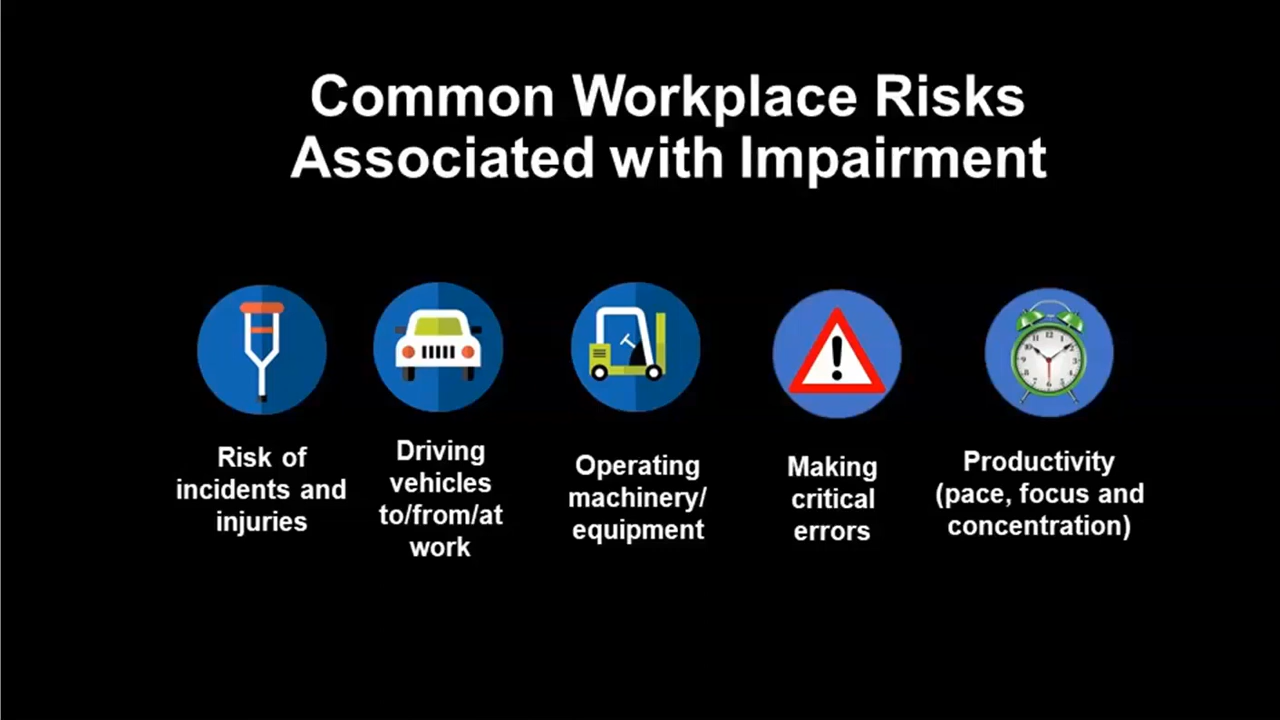 Common Workplace Risks
Associated with Impairment
Risk of
incidents and
injuries
Driving
vehicles
to/from/at
work
Operating
machinery/
equipment
Making
critical
errors
Productivity
(pace, focus and
concentration)